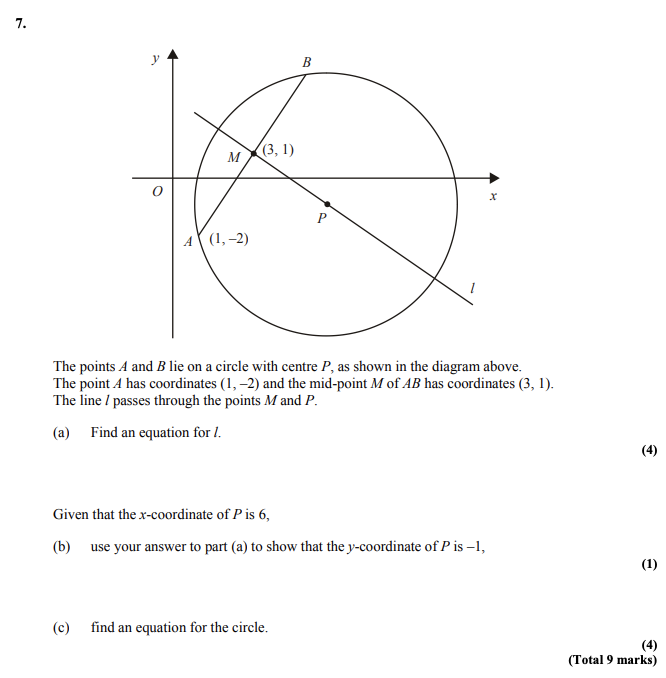 7.
y
B
M
(3, 1)
O
x
P
A
(1, –2)
l
The points A and B lie on a circle with centre P, as shown in the diagram above.
The point A has coordinates (1, –2) and the mid-point M of AB has coordinates (3, 1).
The line l passes through the points M and P.
(a) Find an equation for l.
(4)
Given that the x-coordinate of P is 6,
(b) use your answer to part (a) to show that the y-coordinate of P is –1,
(1)
(c) find an equation for the circle.
(4)
(Total 9 marks)